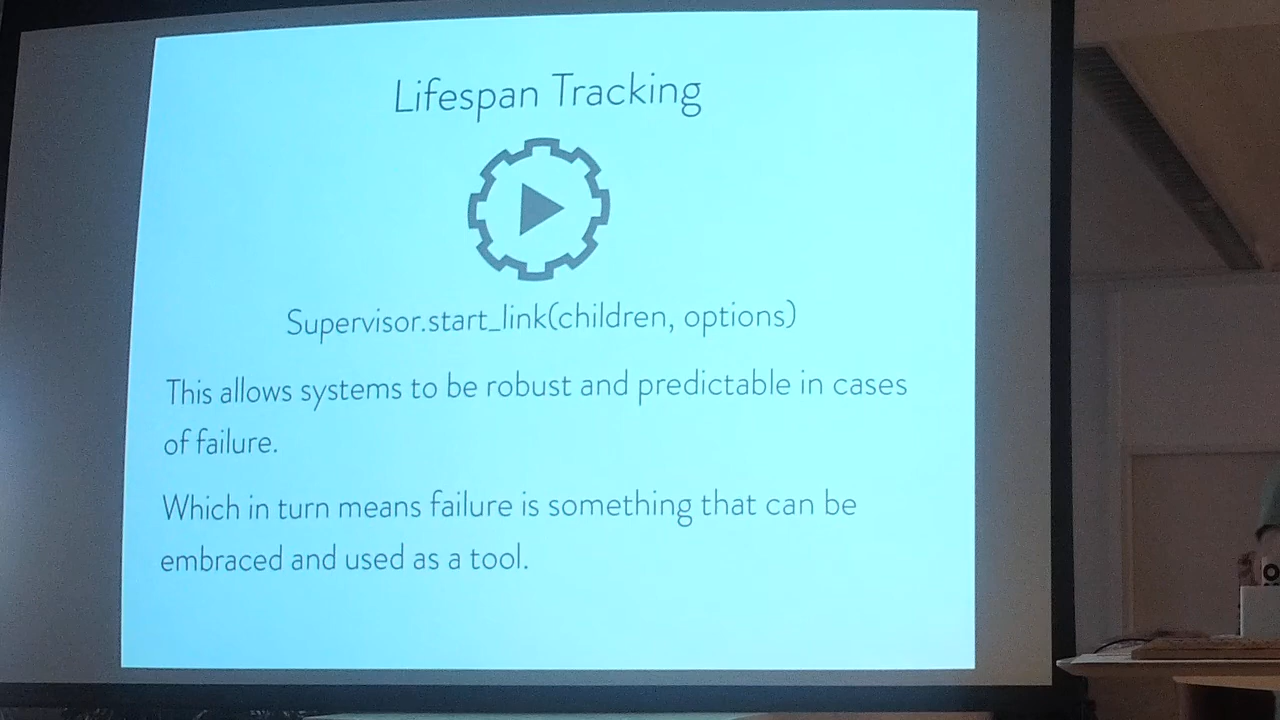 Lifespan Tracking
Supervisor.start_link(children, options)
This allows systems to be robust and predictable in cases
of failure.
Which in turn means failure is something that can be
embraced and used as a tool.